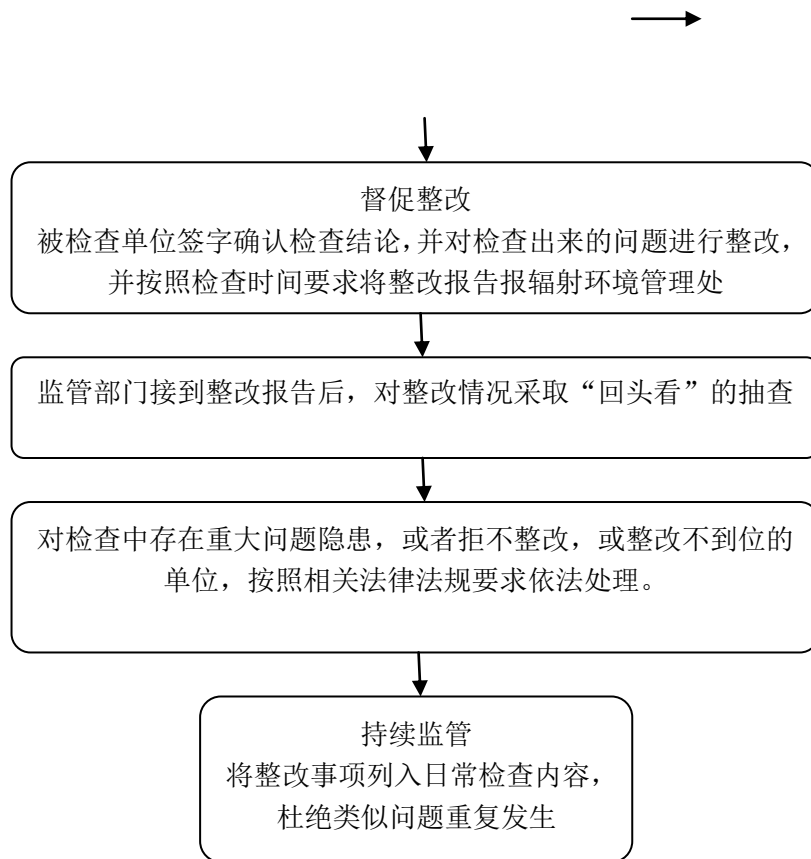 督促整改
被检查单位签字确认检查结论,并对检查出来的问题进行整改,
并按照检查时间要求将整改报告报辐射环境管理处
监管部门接到整改报告后，对整改情况采取“回头看”的抽查
对检查中存在重大问题隐患，或者拒不整改，或整改不到位的
单位，按照相关法律法规要求依法处理。
持续监管
将整改事项列入日常检查内容，
杜绝类似问题重复发生